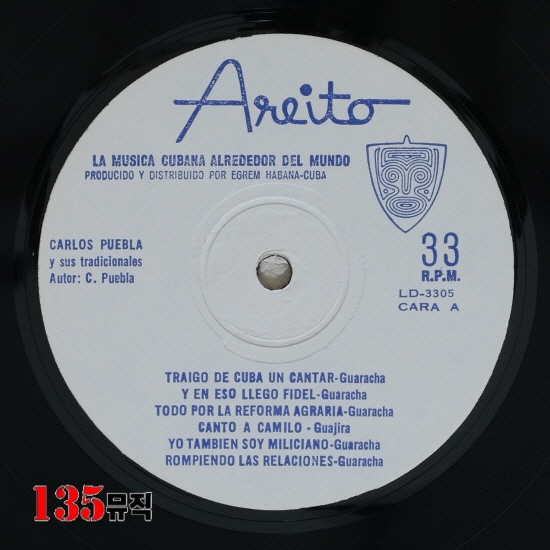 Areito
LA MUSICA CUBANA ALREDEDOR DEL MUNDO
PRODUCIDO Y DISTRIBUIDO POR EGREM HABANA-CUBA
CARLOS PUEBLA
y sus tradicionales
Autor: C. Puebla
33
R.P.M.
LD-3305
CARA A
TRAIGO DE CUBA UN CANTAR-Guaracha
Y EN ESO LLEGO FIDEL-Guaracha
TODO POR LA REFORMA AGRARIA-Guaracha
CANTO A CAMILO - Guajira
YO TAMBIEN SOY MILICIANO-Guaracha
ROMPIENDO LAS RELACIONES-Guaracha
135뮤직